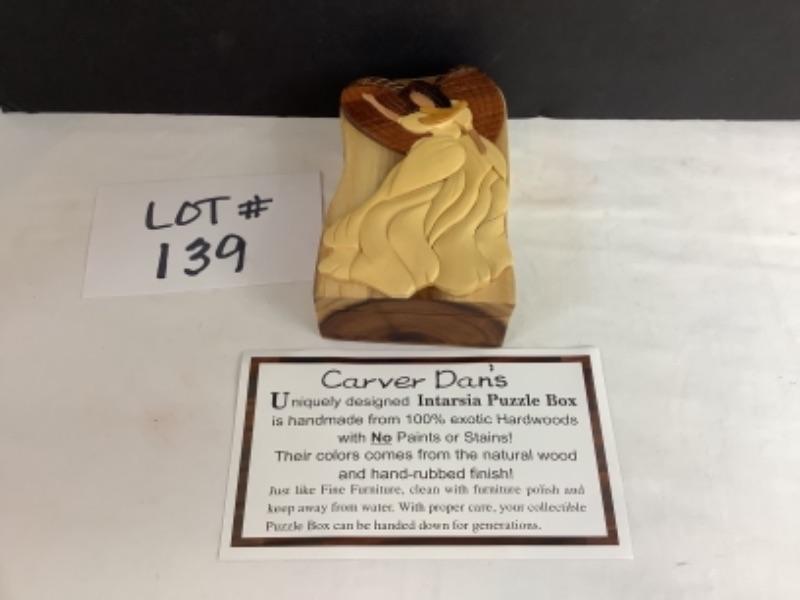 LOT #
139
Carver Dan's
Uniquely designed Intarsia Puzzle Box
is handmade from 100% exotic Hardwoods
with No Paints or Stains!
Their colors comes from the natural wood
and hand-rubbed finish!
Just like Fine Furniture, clean with furniture polish and
keep away from water. With proper care, your collectible
Puzzle Box can be handed down for generations.